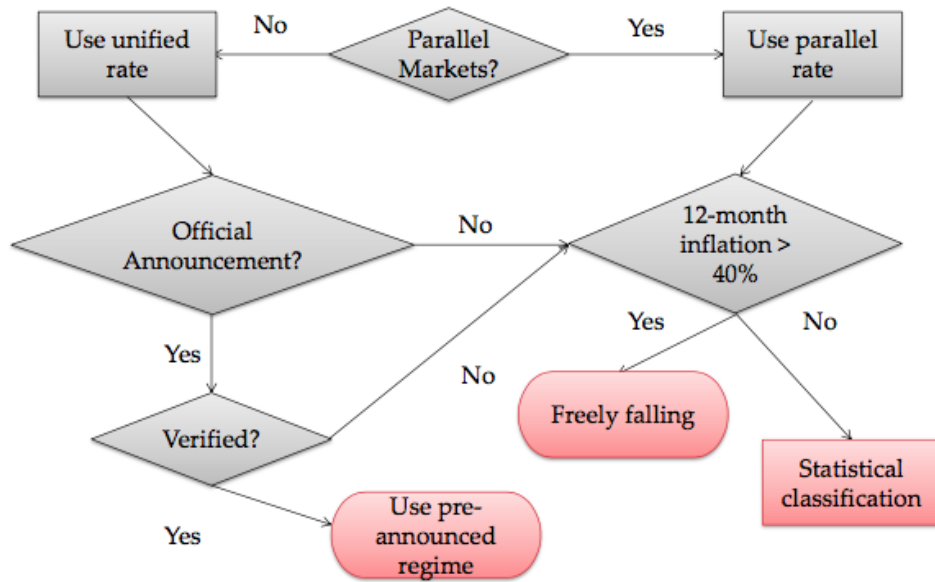 Use unified
rate
No
Parallel
Markets?
Yes
Use parallel
rate
Official
Announcement?
No
12-month
inflation >
40%
Yes
Verified?
No
Yes
No
Freely falling
Statistical
classification
Yes
Use pre-
announced
regime